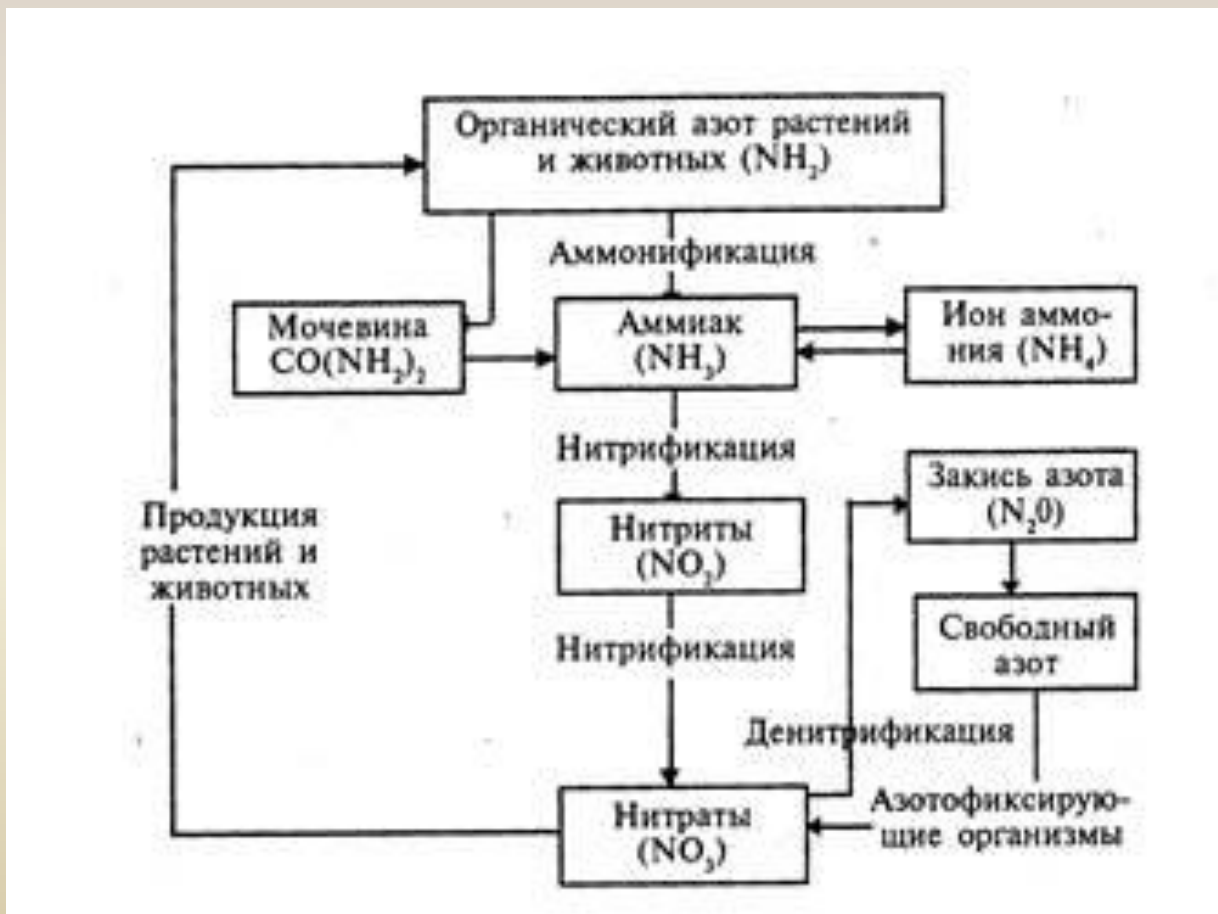 Органический азот растений
и животных (NH₂)
Аммонификация
Мочевина
CO(NH₂)₂
Аммиак
(NH₃)
Ион аммо-
ния (NH₄)
Нитрификация
Закись азота
(N₂0)
Продукция
растений и
животных
Нитриты
(NO₂)
Свободный
азот
Нитрификация
Денитрификация
Нитраты
(NO₃)
Азотофиксирую-
щие организмы